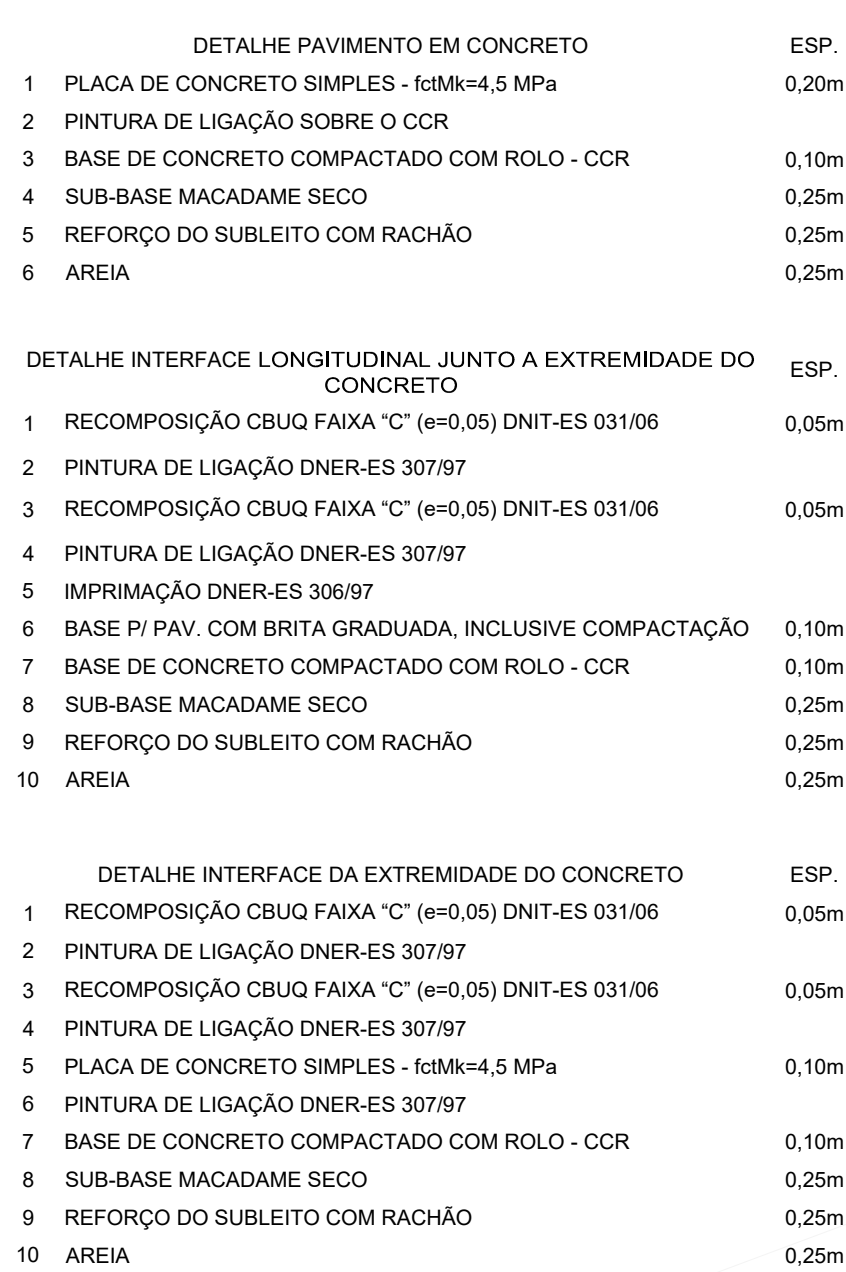 DETALHE PAVIMENTO EM CONCRETO ESP.
1 PLACA DE CONCRETO SIMPLES - fctMk=4,5 MPa 0,20m
2 PINTURA DE LIGAÇÃO SOBRE O CCR
3 BASE DE CONCRETO COMPACTADO COM ROLO - CCR 0,10m
4 SUB-BASE MACADAME SECO 0,25m
5 REFORÇO DO SUBLEITO COM RACHÃO 0,25m
6 AREIA 0,25m
DETALHE INTERFACE LONGITUDINAL JUNTO A EXTREMIDADE DO
CONCRETO ESP.
1 RECOMPOSIÇÃO CBUQ FAIXA “C” (e=0,05) DNIT-ES 031/06 0,05m
2 PINTURA DE LIGAÇÃO DNER-ES 307/97
3 RECOMPOSIÇÃO CBUQ FAIXA “C” (e=0,05) DNIT-ES 031/06 0,05m
4 PINTURA DE LIGAÇÃO DNER-ES 307/97
5 IMPRIMAÇÃO DNER-ES 306/97
6 BASE P/ PAV. COM BRITA GRADUADA, INCLUSIVE COMPACTAÇÃO 0,10m
7 BASE DE CONCRETO COMPACTADO COM ROLO - CCR 0,10m
8 SUB-BASE MACADAME SECO 0,25m
9 REFORÇO DO SUBLEITO COM RACHÃO 0,25m
10 AREIA 0,25m
DETALHE INTERFACE DA EXTREMIDADE DO CONCRETO ESP.
1 RECOMPOSIÇÃO CBUQ FAIXA “C” (e=0,05) DNIT-ES 031/06 0,05m
2 PINTURA DE LIGAÇÃO DNER-ES 307/97
3 RECOMPOSIÇÃO CBUQ FAIXA “C” (e=0,05) DNIT-ES 031/06 0,05m
4 PINTURA DE LIGAÇÃO DNER-ES 307/97
5 PLACA DE CONCRETO SIMPLES - fctMk=4,5 MPa 0,10m
6 PINTURA DE LIGAÇÃO DNER-ES 307/97
7 BASE DE CONCRETO COMPACTADO COM ROLO - CCR 0,10m
8 SUB-BASE MACADAME SECO 0,25m
9 REFORÇO DO SUBLEITO COM RACHÃO 0,25m
10 AREIA 0,25m